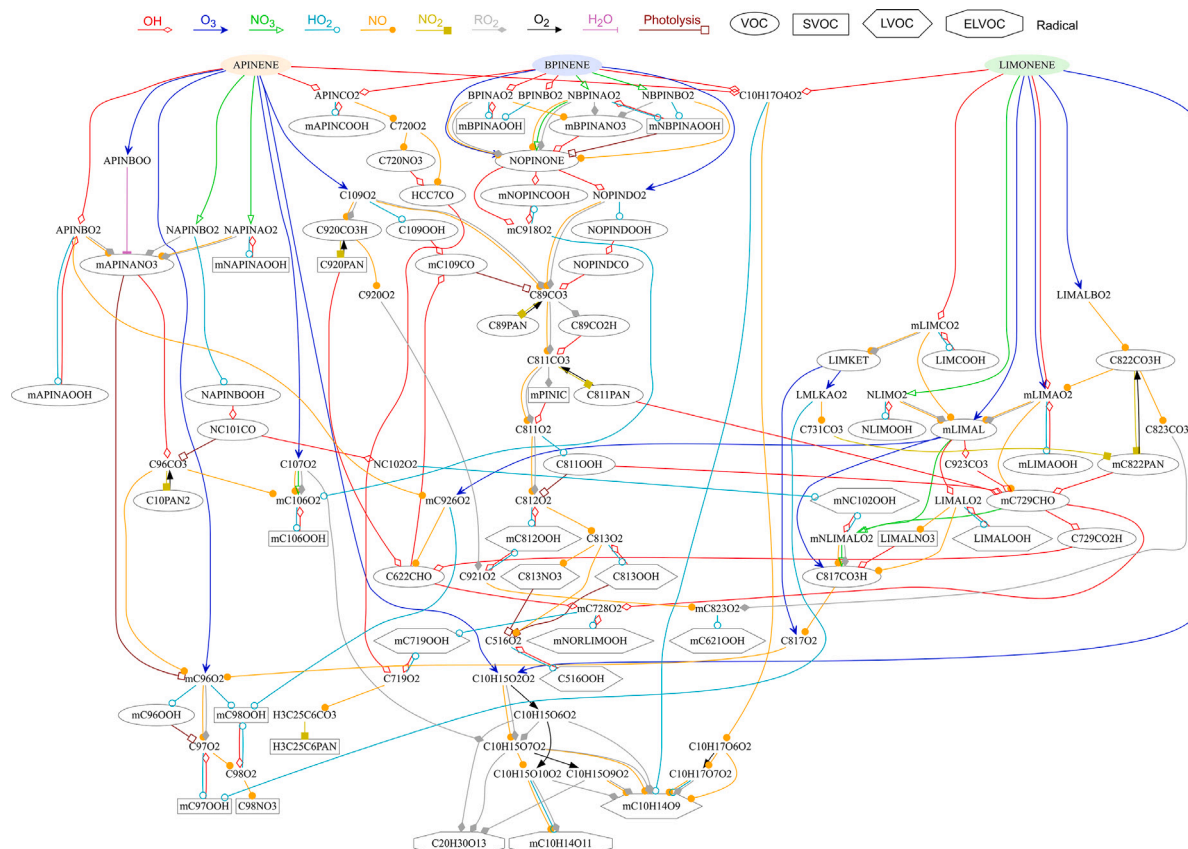 OH O3 NO3 HO2 NO NO2 RO2 O2 H2O Photolysis VOC SVOC LVOC ELVOC Radical
APINENE BPINENE LIMONENE
APINCO2 BPINAO2 BPINBO2 NBPINAO2 NBPINBO2 C10H17O4O2
mAPINCOOH C720O2 mBPINAOOH mBPINANO3 mNBPINAOOH
APINBOO C720NO3 NOPINONE
HCC7CO mNOPINCOOH NOPINDO2
C109O2
APINBO2 NAPINBO2 NAPINAO2 C920CO3H C109OOH mC918O2 NOPINDOOH
mAPINANO3 mNAPINAOOH C920PAN mC109CO NOPINDCO
C920O2 C89CO3 LIMALBO2
C89PAN C89CO2H mLIMCO2
LIMKET LIMCOOH C822CO3H
mAPINAOOH NAPINBOOH C811CO3 mPINIC C811PAN LMLKAO2 NLIMO2 mLIMAO2
NC101CO C811O2 C731CO3 NLIMOOH mLIMAL C823CO3
C96CO3 C107O2 NC102O2 C811OOH C923CO3 mLIMAOOH mC822PAN
C10PAN2 mC106O2 mC926O2 C812O2 mNC102OOH LIMALO2 mC729CHO
mC106OOH mC812OOH C813O2 mNLIMALO2 LIMALNO3 LIMALOOH C729CO2H
C622CHO C921O2 C813NO3 C813OOH C817CO3H
mC728O2 mC823O2
mC719OOH C516O2 mNORLIMOOH mC621OOH C817O2
mC96O2 C719O2 C10H15O2O2 C516OOH
mC96OOH mC98OOH H3C25C6CO3 C10H15O6O2
C97O2 H3C25C6PAN C10H15O7O2 C10H17O6O2
C98O2 C10H15O10O2 C10H15O9O2 C10H17O7O2
mC97OOH C98NO3 mC10H14O9
C20H30O13 mC10H14O11